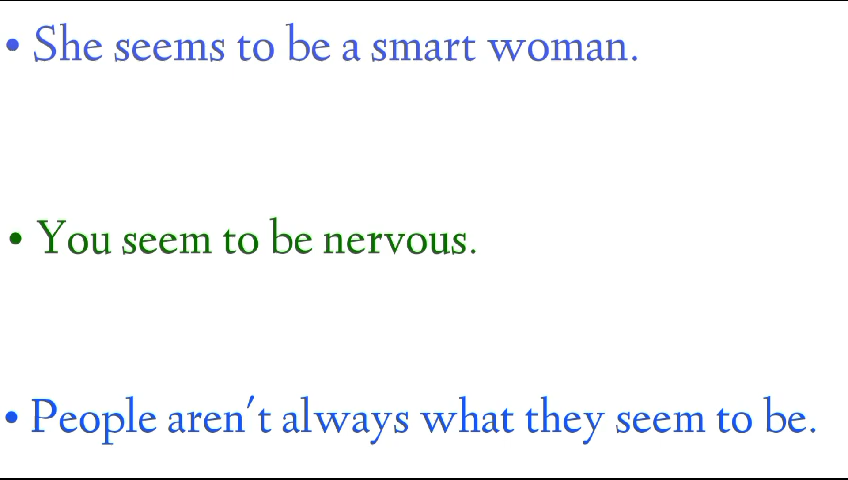 • She seems to be a smart woman.
• You seem to be nervous.
• People aren't always what they seem to be.